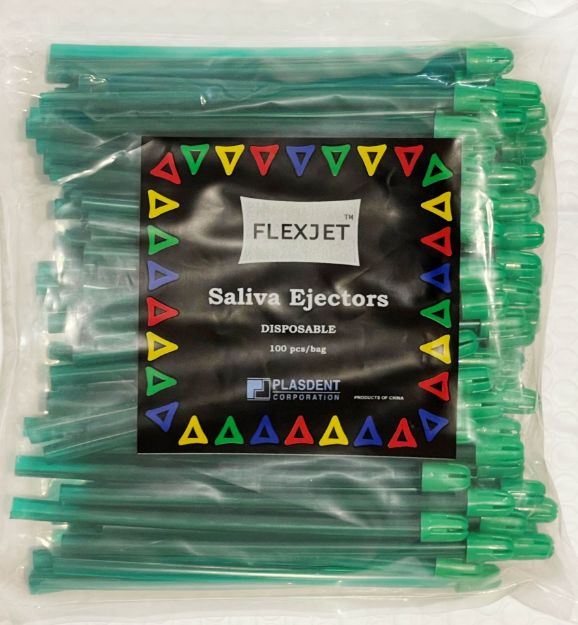 FLEXJET™
Saliva Ejectors
DISPOSABLE
100 pcs/bag
PLASDENT
CORPORATION
PRODUCTS OF CHINA